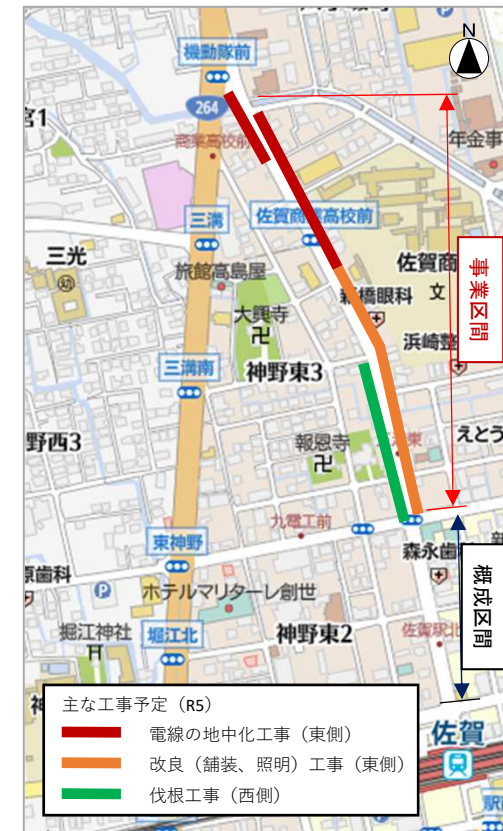 機動隊前
N
264
商業高校前
年金事
三溝
佐賀商業高校前
三光
幼
旅館高島屋
佐賀商
文
事業区間
大興寺
卍
新橋眼科
浜崎整
三溝南
神野東3
野西3
報恩寺
卍
えとう
九電工前
東神野
森永歯
原歯科
P
ホテルマリターレ創世
概成区間
堀江神社
堀江北
神野東2
佐賀駅北
主な工事予定（R5）
電線の地中化工事（東側）
改良（舗装、照明）工事（東側）
伐根工事（西側）
佐賀